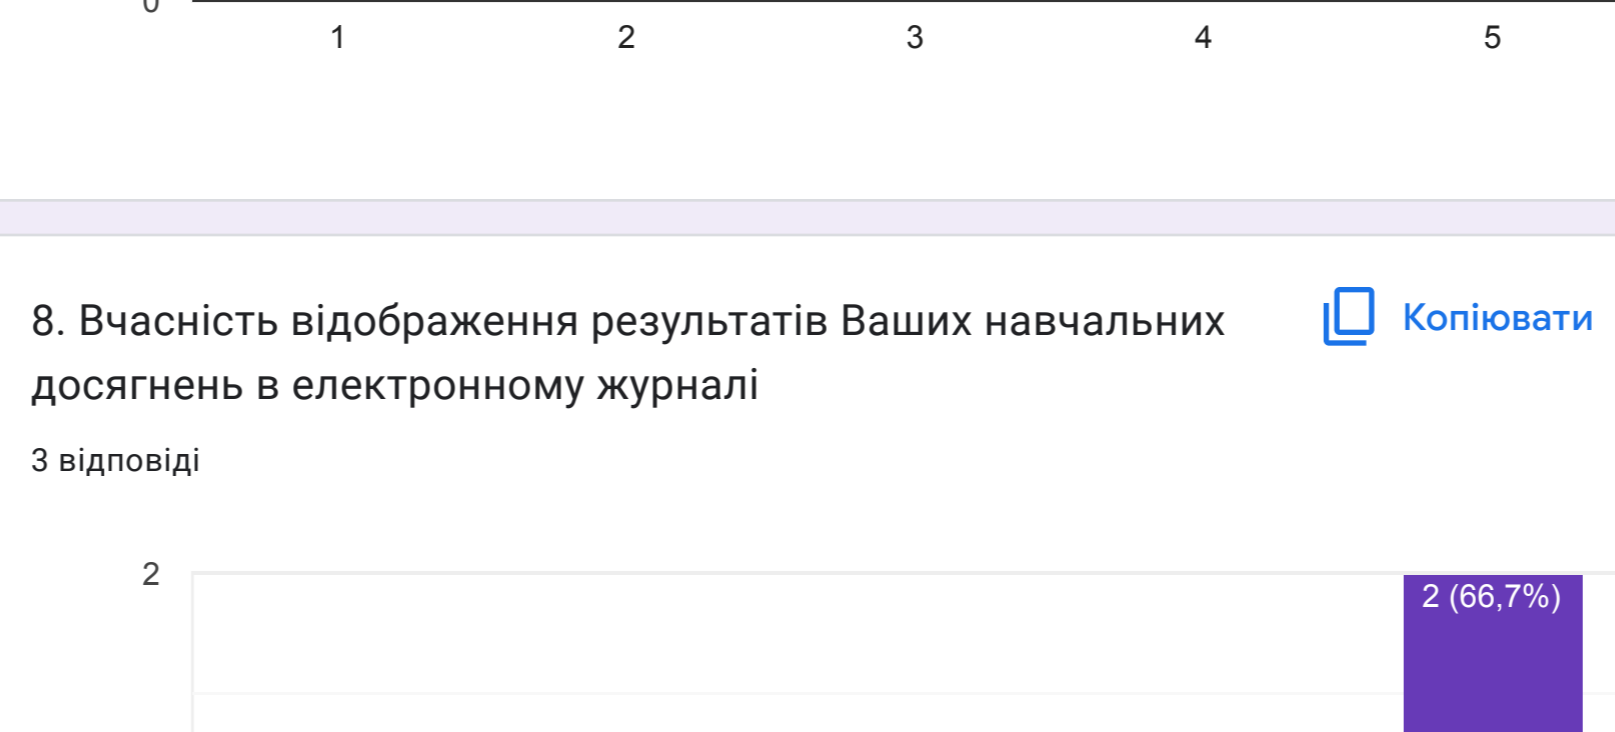 0
1 2 3 4 5
8. Вчасність відображення результатів Ваших навчальних
досягнень в електронному журналі
Копіювати
3 відповіді
2
2 (66,7%)